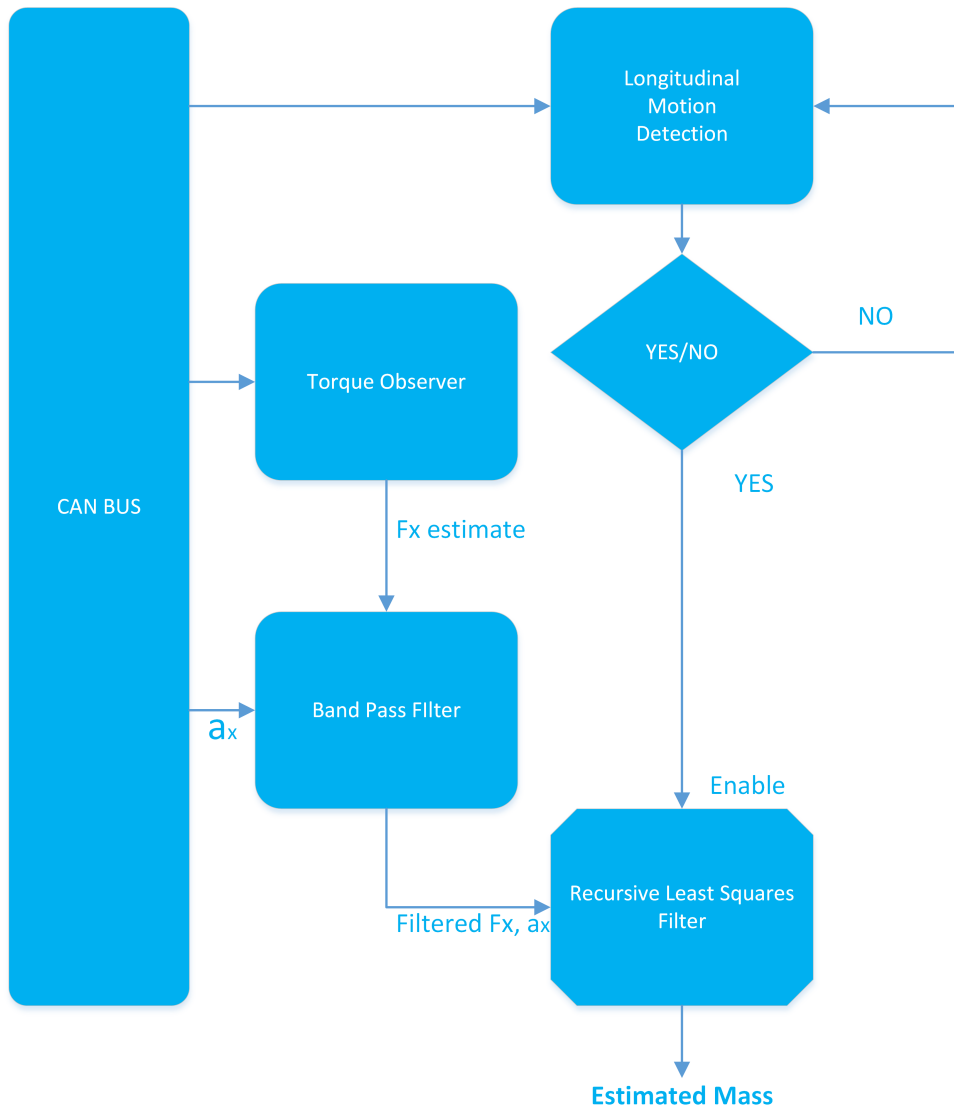 Longitudinal
Motion
Detection
YES/NO
NO
Torque Observer
YES
CAN BUS
Fx estimate
Band Pass FIlter
ax
Enable
Recursive Least Squares
Filter
Filtered Fx, ax
Estimated Mass